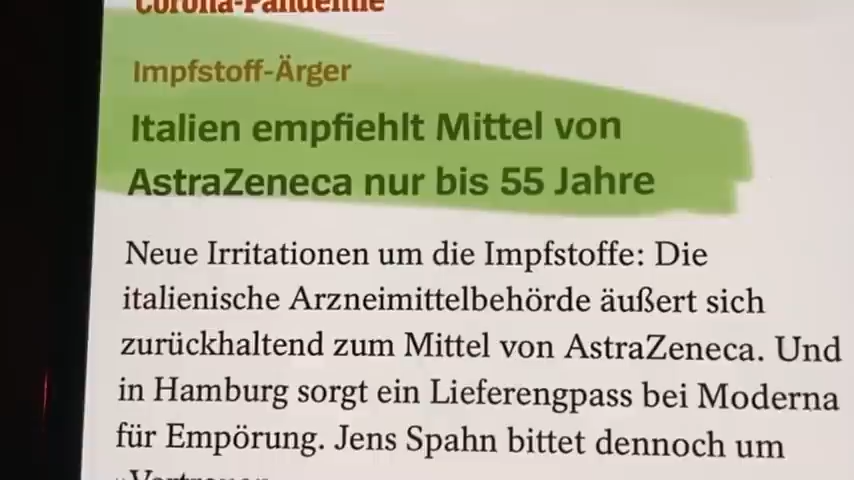 Corona-Pandemie
Impfstoff-Ärger
Italien empfiehlt Mittel von
AstraZeneca nur bis 55 Jahre
Neue Irritationen um die Impfstoffe: Die
italienische Arzneimittelbehörde äußert sich
zurückhaltend zum Mittel von AstraZeneca. Und
in Hamburg sorgt ein Lieferengpass bei Moderna
für Empörung. Jens Spahn bittet dennoch um
»Vertrauen